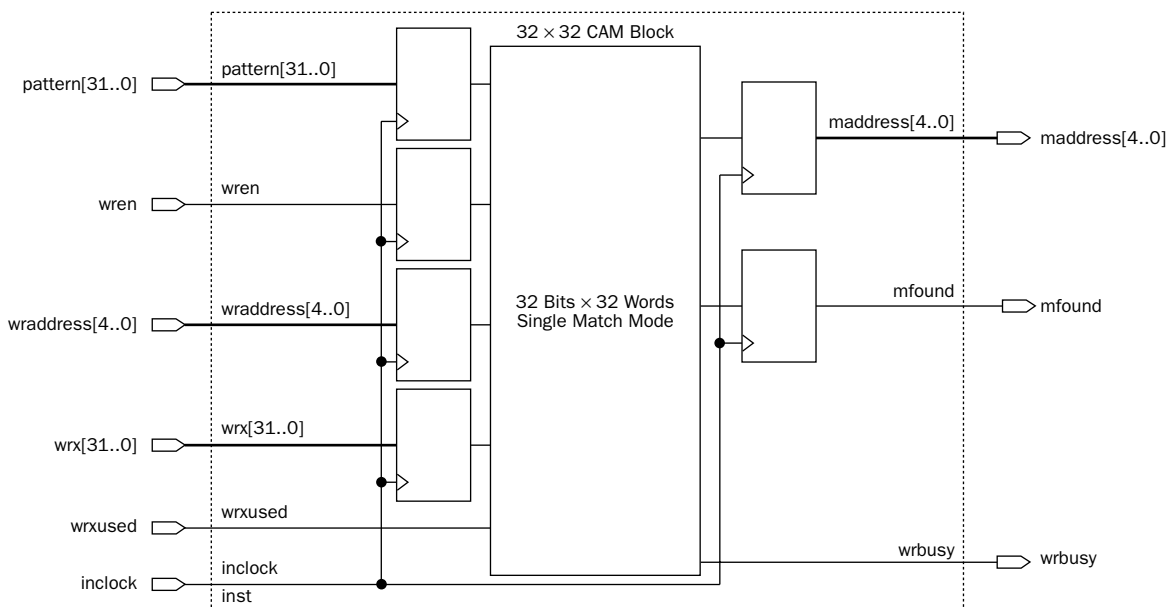 32 × 32 CAM Block
pattern[31..0]
pattern[31..0]
maddress[4..0]
maddress[4..0]
wren
wren
mfound
mfound
32 Bits × 32 Words
Single Match Mode
wraddress[4..0]
wraddress[4..0]
wrx[31..0]
wrx[31..0]
wrxused
wrxused
wrbusy
wrbusy
inclock
inclock
inst